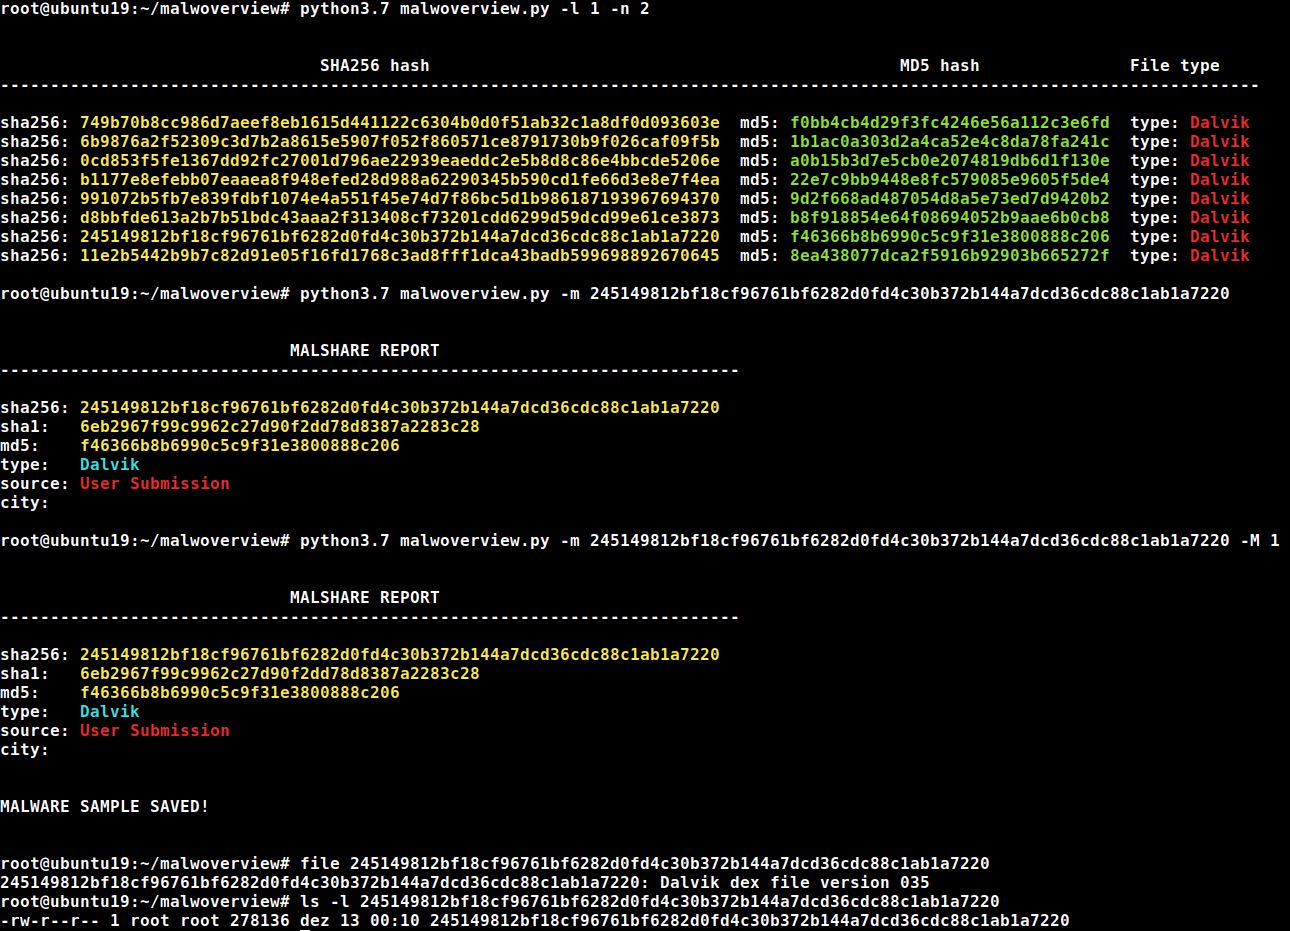 root@ubuntu19:~/malwoverview# python3.7 malwoverview.py -l 1 -n 2
SHA256 hash MD5 hash File type
------------------------------------------------------------------------------------------------------------------------------
sha256: 749b70b8cc986d7aeef8eb1615d441122c6304b0d0f51ab32c1a8df0d093603e md5: f0bb4cb4d29f3fc4246e56a112c3e6fd type: Dalvik
sha256: 6b9876a2f52309c3d7b2a8615e5907f052f860571ce8791730b9f026caf09f5b md5: 1b1ac0a303d2a4ca52e4c8da78fa241c type: Dalvik
sha256: 0cd853f5fe1367dd92fc27001d796ae22939eaeddc2e5b8d8c86e4bbcde5206e md5: a0b15b3d7e5cb0e2074819db6d1f130e type: Dalvik
sha256: b1177e8efebb07eaaea8f948efed28d988a62290345b590cd1fe66d3e8e7f4ea md5: 22e7c9bb9448e8fc579085e9605f5de4 type: Dalvik
sha256: 991072b5fb7e839fdbf1074e4a551f45e74d7f86bc5d1b986187193967694370 md5: 9d2f668ad487054d8a5e73ed7d9420b2 type: Dalvik
sha256: d8bbfde613a2b7b51bdc43aaa2f313408cf73201cdd6299d59dcd99e61ce3873 md5: b8f918854e64f08694052b9aae6b0cb8 type: Dalvik
sha256: 245149812bf18cf96761bf6282d0fd4c30b372b144a7dcd36cdc88c1ab1a7220 md5: f46366b8b6990c5c9f31e3800888c206 type: Dalvik
sha256: 11e2b5442b9b7c82d91e05f16fd1768c3ad8fff1dca43badb599698892670645 md5: 8ea438077dca2f5916b92903b665272f type: Dalvik
root@ubuntu19:~/malwoverview# python3.7 malwoverview.py -m 245149812bf18cf96761bf6282d0fd4c30b372b144a7dcd36cdc88c1ab1a7220
MALSHARE REPORT
--------------------------------------------------------------------------
sha256: 245149812bf18cf96761bf6282d0fd4c30b372b144a7dcd36cdc88c1ab1a7220
sha1: 6eb2967f99c9962c27d90f2dd78d8387a2283c28
md5: f46366b8b6990c5c9f31e3800888c206
type: Dalvik
source: User Submission
city:
root@ubuntu19:~/malwoverview# python3.7 malwoverview.py -m 245149812bf18cf96761bf6282d0fd4c30b372b144a7dcd36cdc88c1ab1a7220 -M 1
MALSHARE REPORT
--------------------------------------------------------------------------
sha256: 245149812bf18cf96761bf6282d0fd4c30b372b144a7dcd36cdc88c1ab1a7220
sha1: 6eb2967f99c9962c27d90f2dd78d8387a2283c28
md5: f46366b8b6990c5c9f31e3800888c206
type: Dalvik
source: User Submission
city:
MALWARE SAMPLE SAVED!
root@ubuntu19:~/malwoverview# file 245149812bf18cf96761bf6282d0fd4c30b372b144a7dcd36cdc88c1ab1a7220
245149812bf18cf96761bf6282d0fd4c30b372b144a7dcd36cdc88c1ab1a7220: Dalvik dex file version 035
root@ubuntu19:~/malwoverview# ls -l 245149812bf18cf96761bf6282d0fd4c30b372b144a7dcd36cdc88c1ab1a7220
-rw-r--r-- 1 root root 278136 dez 13 00:10 245149812bf18cf96761bf6282d0fd4c30b372b144a7dcd36cdc88c1ab1a7220